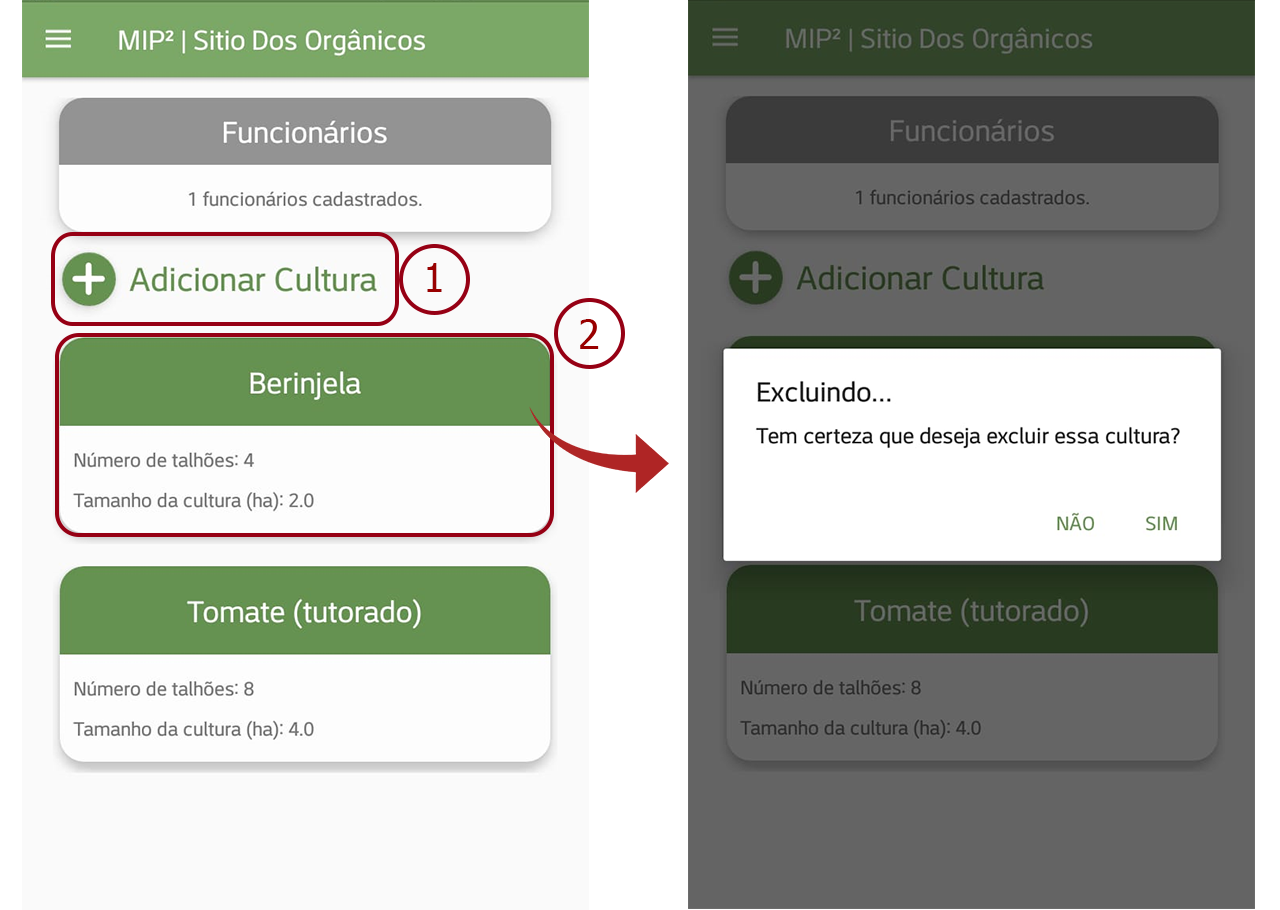 MIP² | Sitio Dos Orgânicos
Funcionários
1 funcionários cadastrados.
Adicionar Cultura
1
2
Berinjela
Número de talhões: 4
Tamanho da cultura (ha): 2.0
Tomate (tutorado)
Número de talhões: 8
Tamanho da cultura (ha): 4.0
MIP² | Sitio Dos Orgânicos
Funcionários
1 funcionários cadastrados.
Adicionar Cultura
Excluindo...
Tem certeza que deseja excluir essa cultura?
NÃO SIM
Tomate (tutorado)
Número de talhões: 8
Tamanho da cultura (ha): 4.0